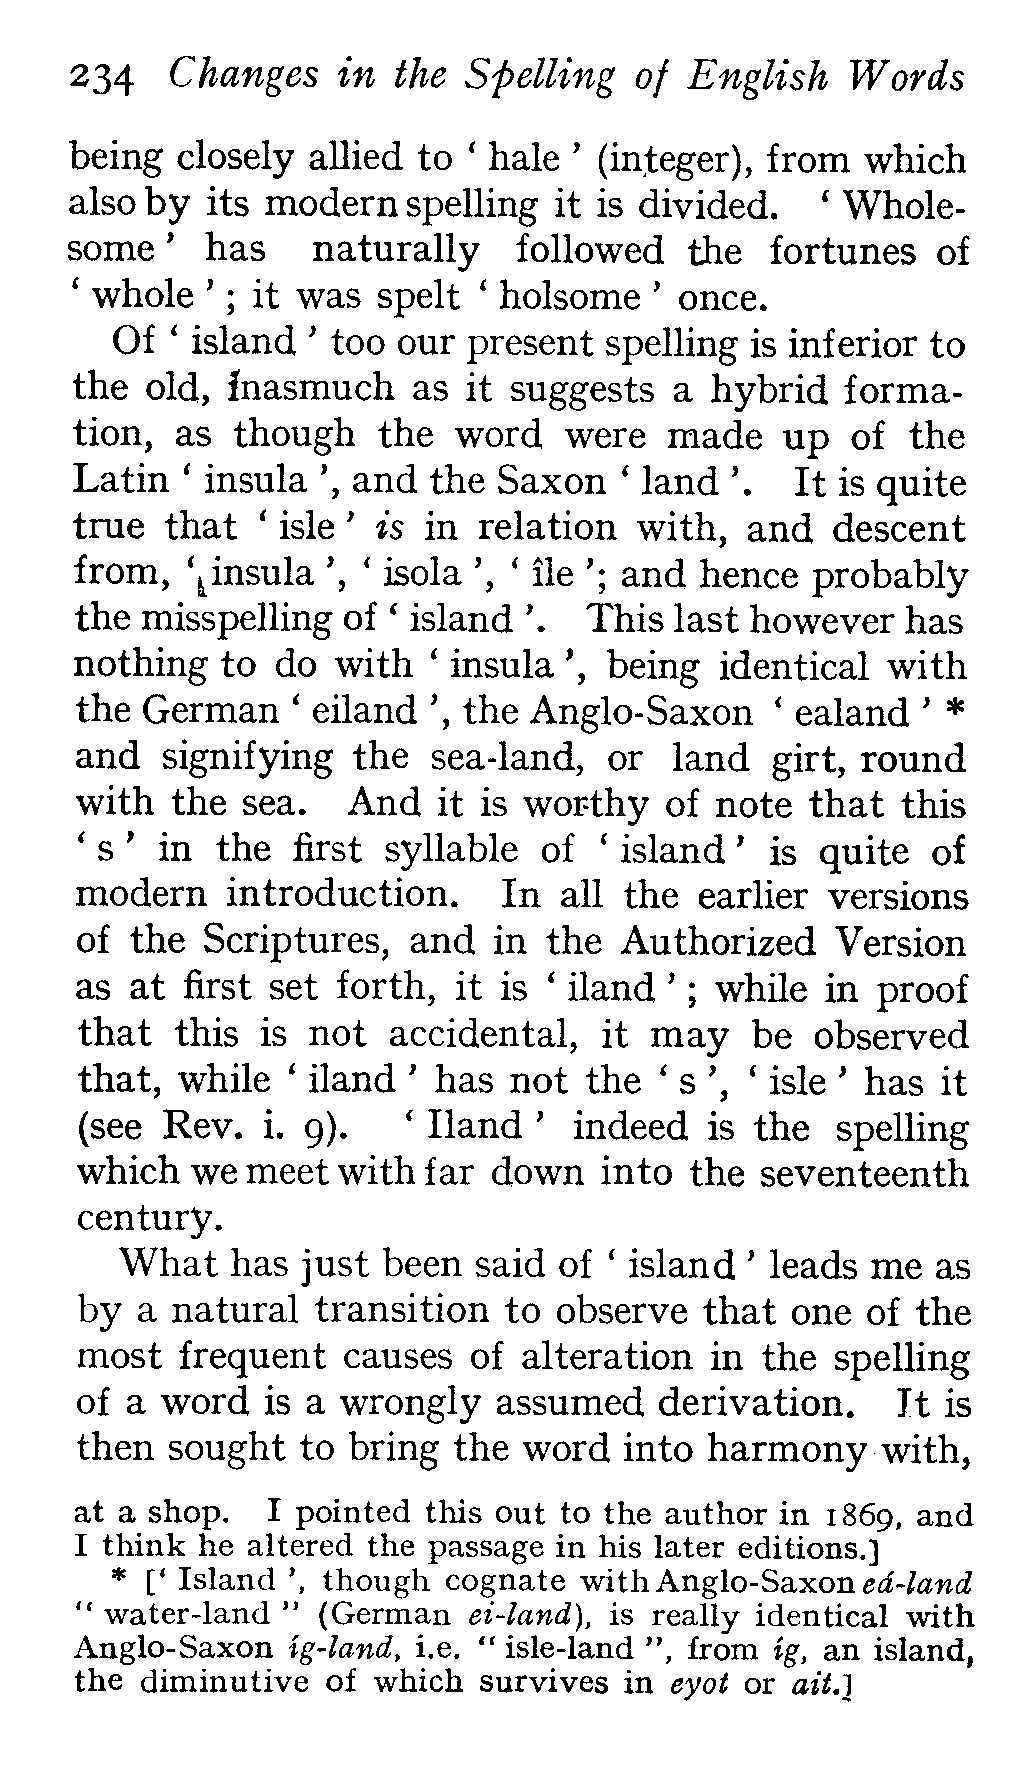 234 Changes in the Spelling of English Words
being closely allied to ‘ hale ’ (integer), from which
also by its modern spelling it is divided. ‘ Whole-
some ’ has naturally followed the fortunes of
‘ whole ’ ; it was spelt ‘ holsome ’ once.
Of ‘ island ’ too our present spelling is inferior to
the old, inasmuch as it suggests a hybrid forma-
tion, as though the word were made up of the
Latin ‘ insula ’, and the Saxon ‘ land ’. It is quite
true that ‘ isle ’ is in relation with, and descent
from, ‘ insula ’, ‘ isola ’, ‘ île ’; and hence probably
the misspelling of ‘ island ’. This last however has
nothing to do with ‘ insula ’, being identical with
the German ‘ eiland ’, the Anglo-Saxon ‘ ealand ’ *
and signifying the sea-land, or land girt, round
with the sea. And it is worthy of note that this
‘ s ’ in the first syllable of ‘ island ’ is quite of
modern introduction. In all the earlier versions
of the Scriptures, and in the Authorized Version
as at first set forth, it is ‘ iland ’ ; while in proof
that this is not accidental, it may be observed
that, while ‘ iland ’ has not the ‘ s ’, ‘ isle ’ has it
(see Rev. i. 9). ‘ Iland ’ indeed is the spelling
which we meet with far down into the seventeenth
century.
What has just been said of ‘ island ’ leads me as
by a natural transition to observe that one of the
most frequent causes of alteration in the spelling
of a word is a wrongly assumed derivation. It is
then sought to bring the word into harmony with,
at a shop. I pointed this out to the author in 1869, and
I think he altered the passage in his later editions.]
* [‘ Island ’, though cognate with Anglo-Saxon eá-land
“ water-land ” (German ei-land), is really identical with
Anglo-Saxon íg-land, i.e. “ isle-land ”, from íg, an island,
the diminutive of which survives in eyot or ait.]